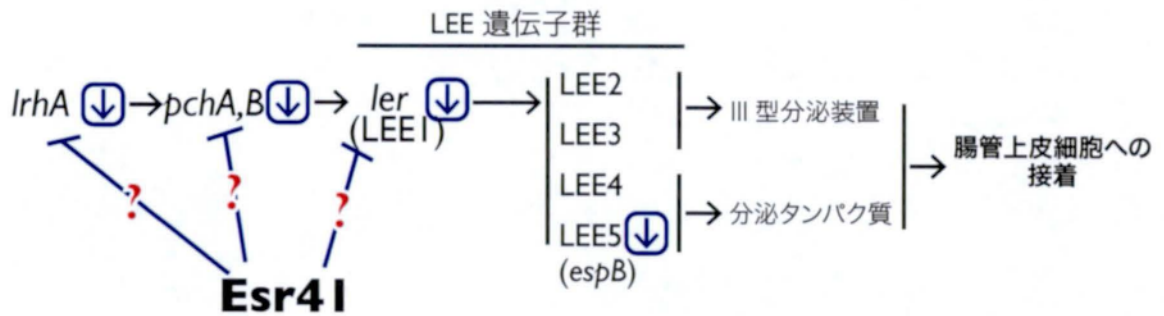 LEE 遺伝子群
lrhA ↓ → pchA,B ↓ → ler ↓ →
(LEE1)
LEE2
LEE3
→ III 型分泌装置
LEE4
LEE5 ↓
(espB)
→ 分泌タンパク質
→ 腸管上皮細胞への
接着
? ? ?
Esr41